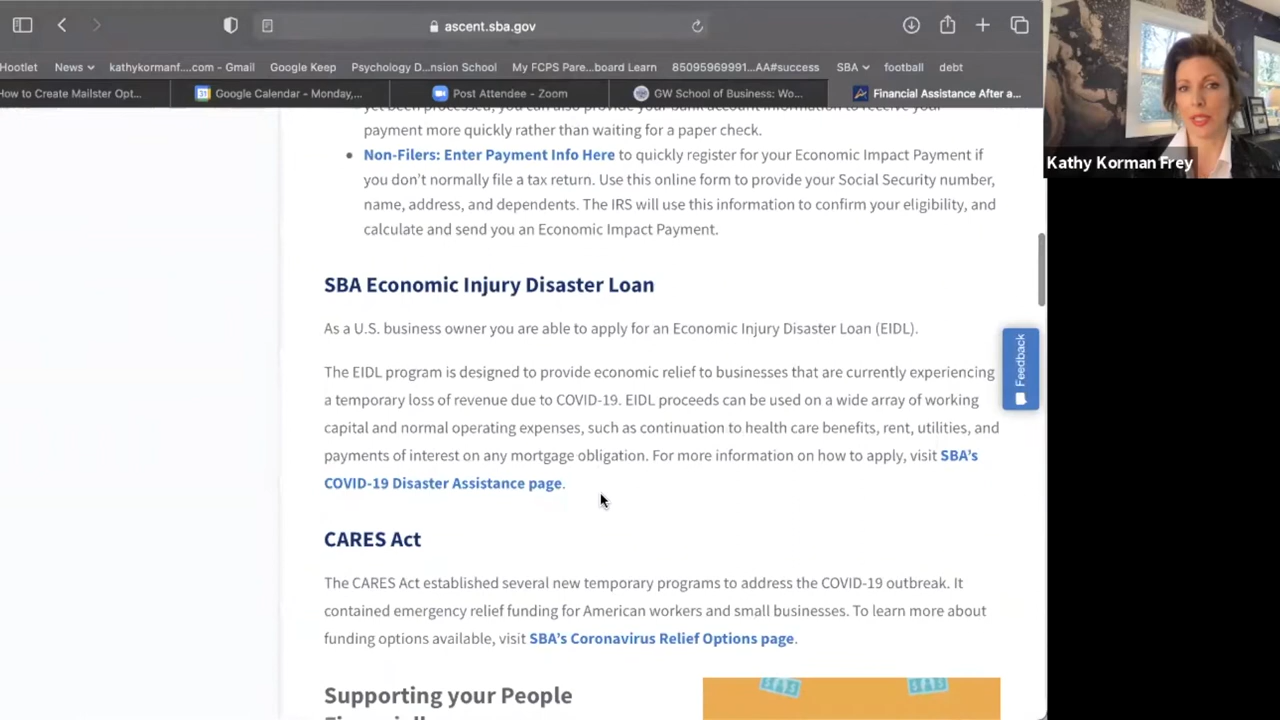 ascent.sba.gov
Hootlet News kathykormanf....com - Gmail Google Keep Psychology D...nsion School My FCPS Pare...board Learn 85095969991...AA#success SBA football debt
How to Create Mailster Opt... 31 Google Calendar - Monday,... Post Attendee - Zoom GW School of Business: Wo... Financial Assistance After a...
payment more quickly rather than waiting for a paper check.
• Non-Filers: Enter Payment Info Here to quickly register for your Economic Impact Payment if
you don't normally file a tax return. Use this online form to provide your Social Security number,
name, address, and dependents. The IRS will use this information to confirm your eligibility, and
calculate and send you an Economic Impact Payment.
SBA Economic Injury Disaster Loan
As a U.S. business owner you are able to apply for an Economic Injury Disaster Loan (EIDL).
The EIDL program is designed to provide economic relief to businesses that are currently experiencing
a temporary loss of revenue due to COVID-19. EIDL proceeds can be used on a wide array of working
capital and normal operating expenses, such as continuation to health care benefits, rent, utilities, and
payments of interest on any mortgage obligation. For more information on how to apply, visit SBA's
COVID-19 Disaster Assistance page.
CARES Act
The CARES Act established several new temporary programs to address the COVID-19 outbreak. It
contained emergency relief funding for American workers and small businesses. To learn more about
funding options available, visit SBA's Coronavirus Relief Options page.
Supporting your People
Feedback
Kathy Korman Frey